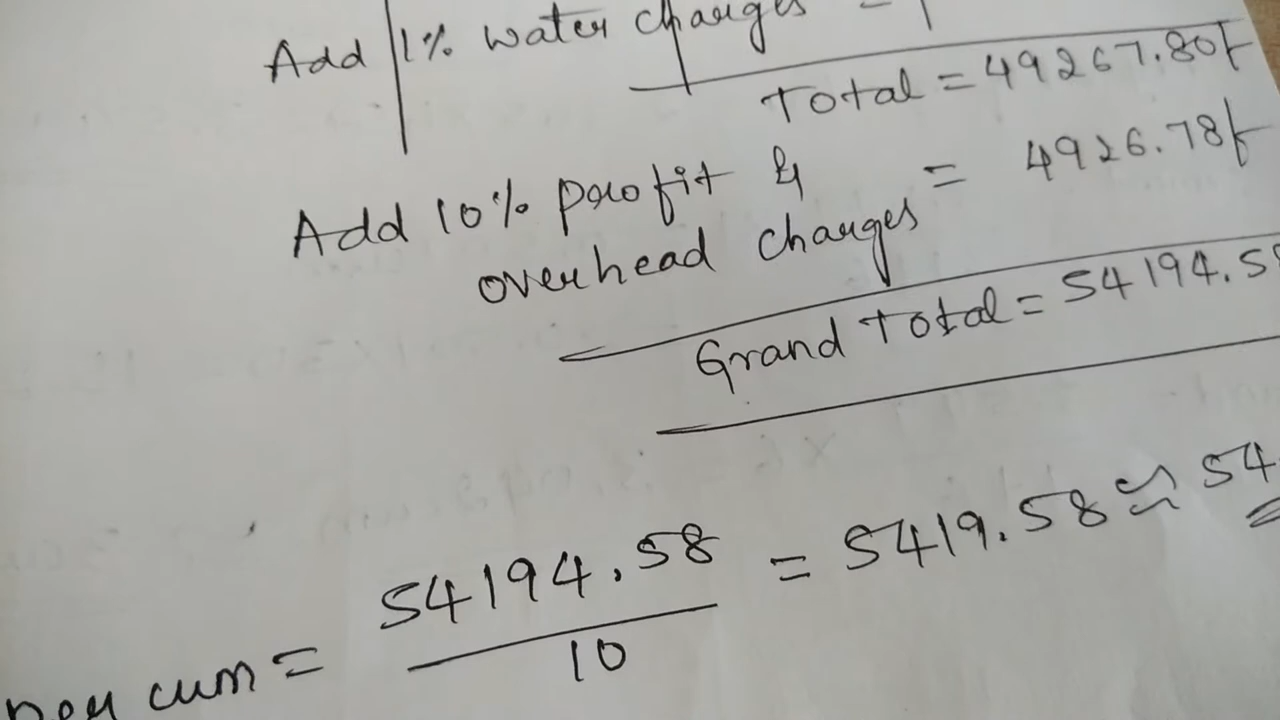 Add 1% water charges =
Total = 49267.80/-
Add 10% profit & = 4926.78/-
overhead charges
Grand Total = 54194.58
54194.58 = 5419.58 ≈ 54
per cum =
10